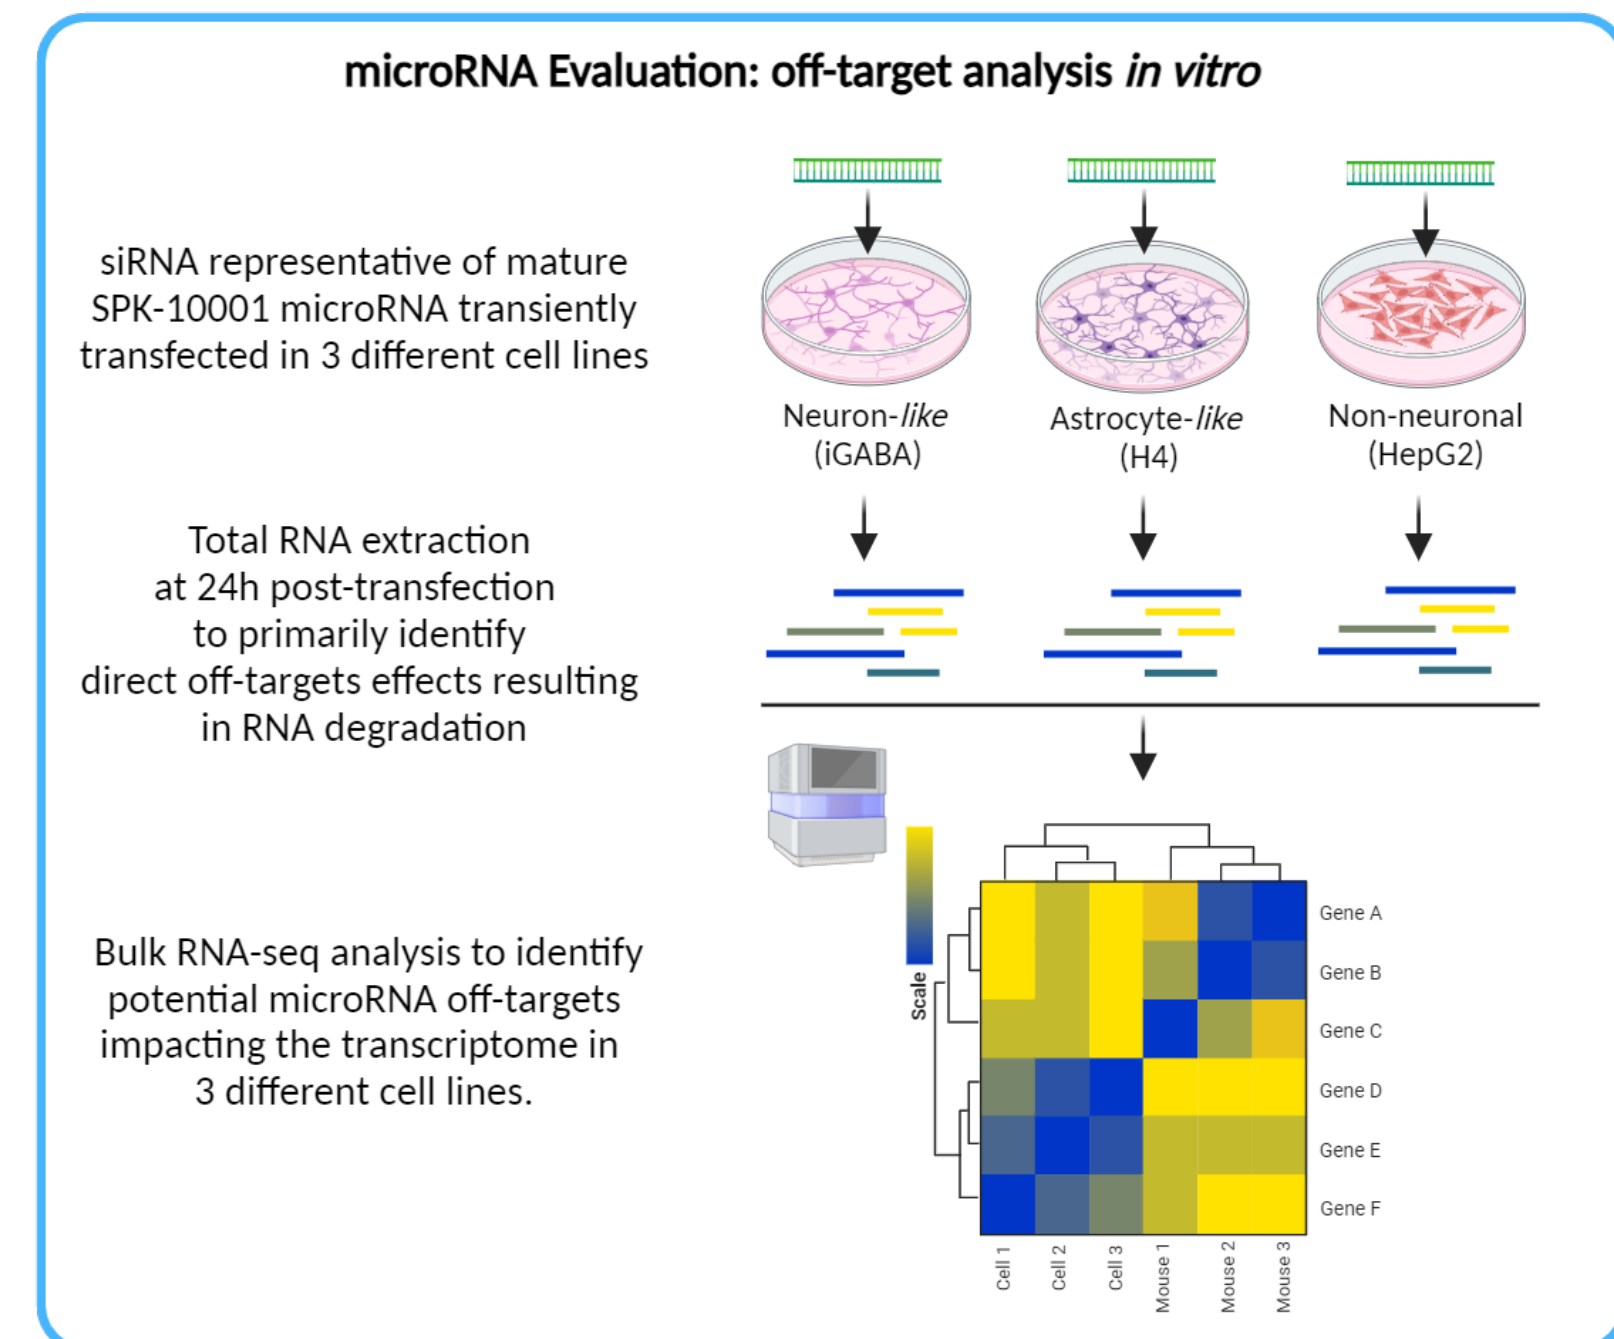 microRNA Evaluation: off-target analysis in vitro
siRNA representative of mature
SPK-10001 microRNA transiently
transfected in 3 different cell lines
Neuron-like
(iGABA)
Astrocyte-like
(H4)
Non-neuronal
(HepG2)
Total RNA extraction
at 24h post-transfection
to primarily identify
direct off-targets effects resulting
in RNA degradation
Bulk RNA-seq analysis to identify
potential microRNA off-targets
impacting the transcriptome in
3 different cell lines.
Scale
Gene A
Gene B
Gene C
Gene D
Gene E
Gene F
Cell 1
Cell 2
Cell 3
Mouse 1
Mouse 2
Mouse 3